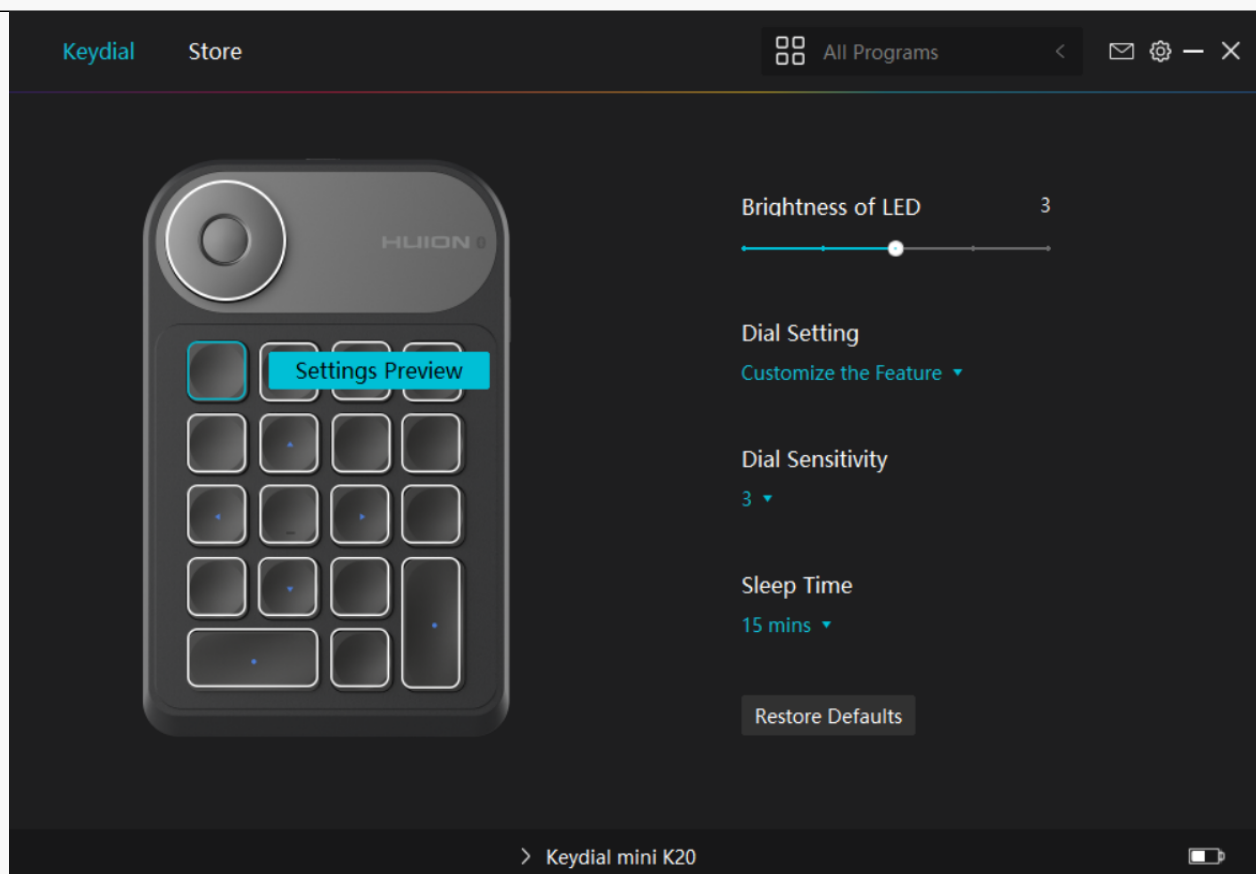 Keydial Store All Programs
HUION
Settings Preview
Brightness of LED 3
Dial Setting
Customize the Feature
Dial Sensitivity
3
Sleep Time
15 mins
Restore Defaults
Keydial mini K20